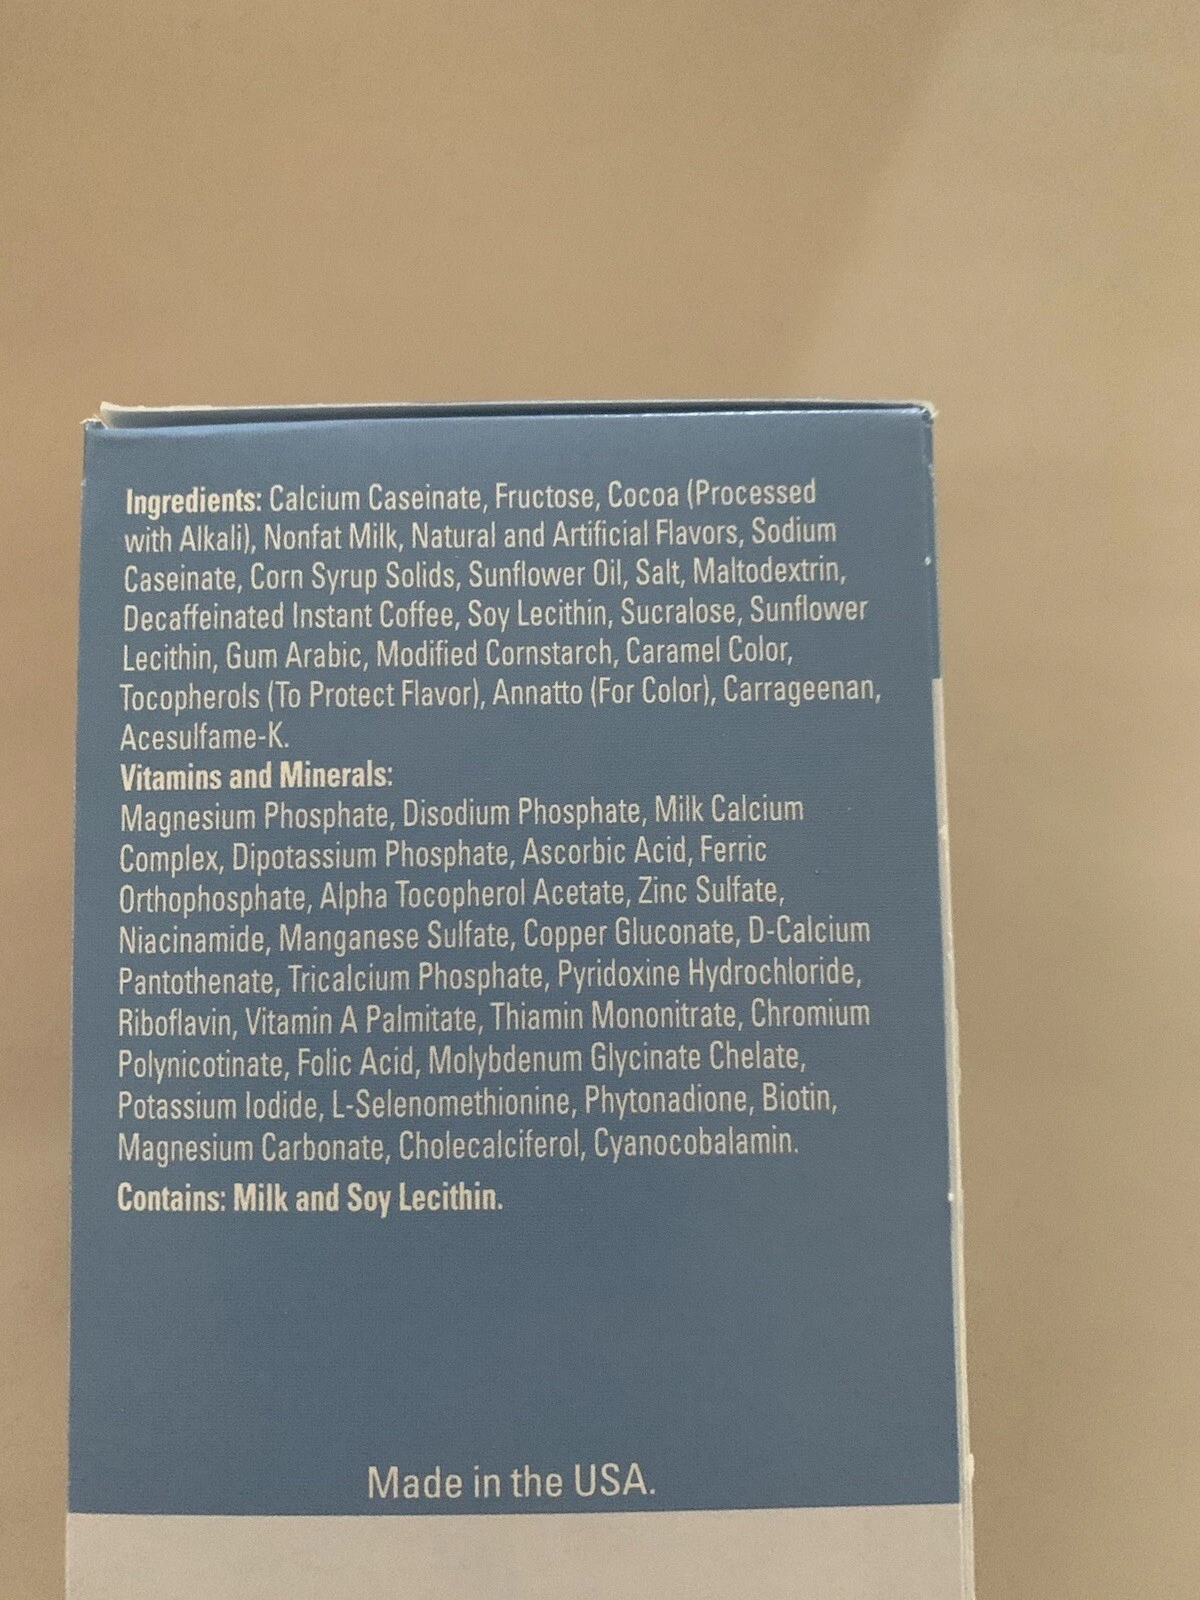 Ingredients: Calcium Caseinate, Fructose, Cocoa (Processed
with Alkali), Nonfat Milk, Natural and Artificial Flavors, Sodium
Caseinate, Corn Syrup Solids, Sunflower Oil, Salt, Maltodextrin,
Decaffeinated Instant Coffee, Soy Lecithin, Sucralose, Sunflower
Lecithin, Gum Arabic, Modified Cornstarch, Caramel Color,
Tocopherols (To Protect Flavor), Annatto (For Color), Carrageenan,
Acesulfame-K.
Vitamins and Minerals:
Magnesium Phosphate, Disodium Phosphate, Milk Calcium
Complex, Dipotassium Phosphate, Ascorbic Acid, Ferric
Orthophosphate, Alpha Tocopherol Acetate, Zinc Sulfate,
Niacinamide, Manganese Sulfate, Copper Gluconate, D-Calcium
Pantothenate, Tricalcium Phosphate, Pyridoxine Hydrochloride,
Riboflavin, Vitamin A Palmitate, Thiamin Mononitrate, Chromium
Polynicotinate, Folic Acid, Molybdenum Glycinate Chelate,
Potassium Iodide, L-Selenomethionine, Phytonadione, Biotin,
Magnesium Carbonate, Cholecalciferol, Cyanocobalamin.
Contains: Milk and Soy Lecithin.
Made in the USA.